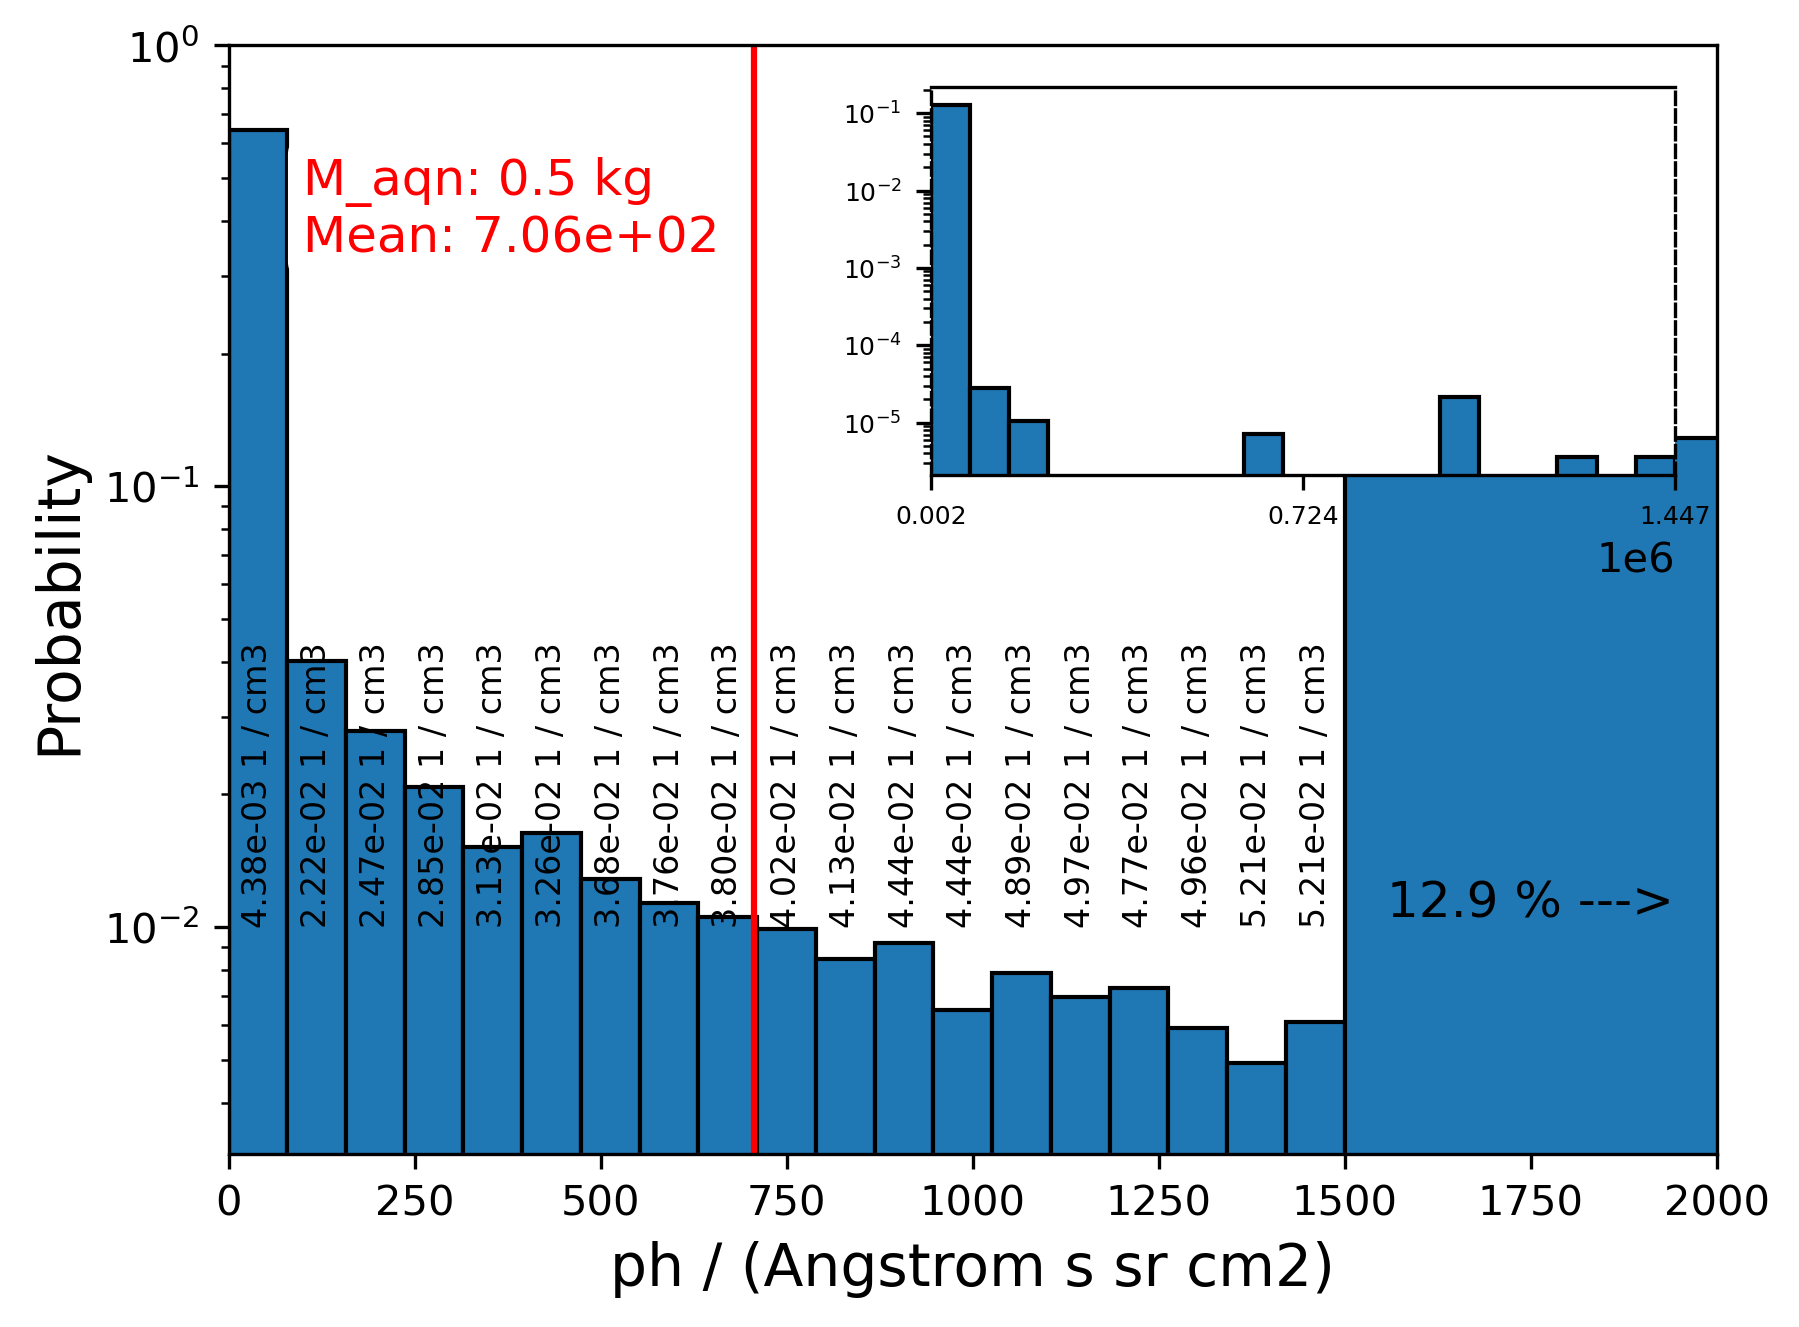 M_aqn: 0.5 kg
Mean: 7.06e+02
10⁰
10⁻¹
10⁻²
Probability
10⁻¹
10⁻²
10⁻³
10⁻⁴
10⁻⁵
0.002 0.724 1.447
1e6
4.38e-03 1 / cm3
2.22e-02 1 / cm3
2.47e-02 1 / cm3
2.85e-02 1 / cm3
3.13e-02 1 / cm3
3.26e-02 1 / cm3
3.68e-02 1 / cm3
3.76e-02 1 / cm3
3.80e-02 1 / cm3
4.02e-02 1 / cm3
4.13e-02 1 / cm3
4.44e-02 1 / cm3
4.44e-02 1 / cm3
4.89e-02 1 / cm3
4.97e-02 1 / cm3
4.77e-02 1 / cm3
4.96e-02 1 / cm3
5.21e-02 1 / cm3
5.21e-02 1 / cm3
12.9 % --->
0 250 500 750 1000 1250 1500 1750 2000
ph / (Angstrom s sr cm2)